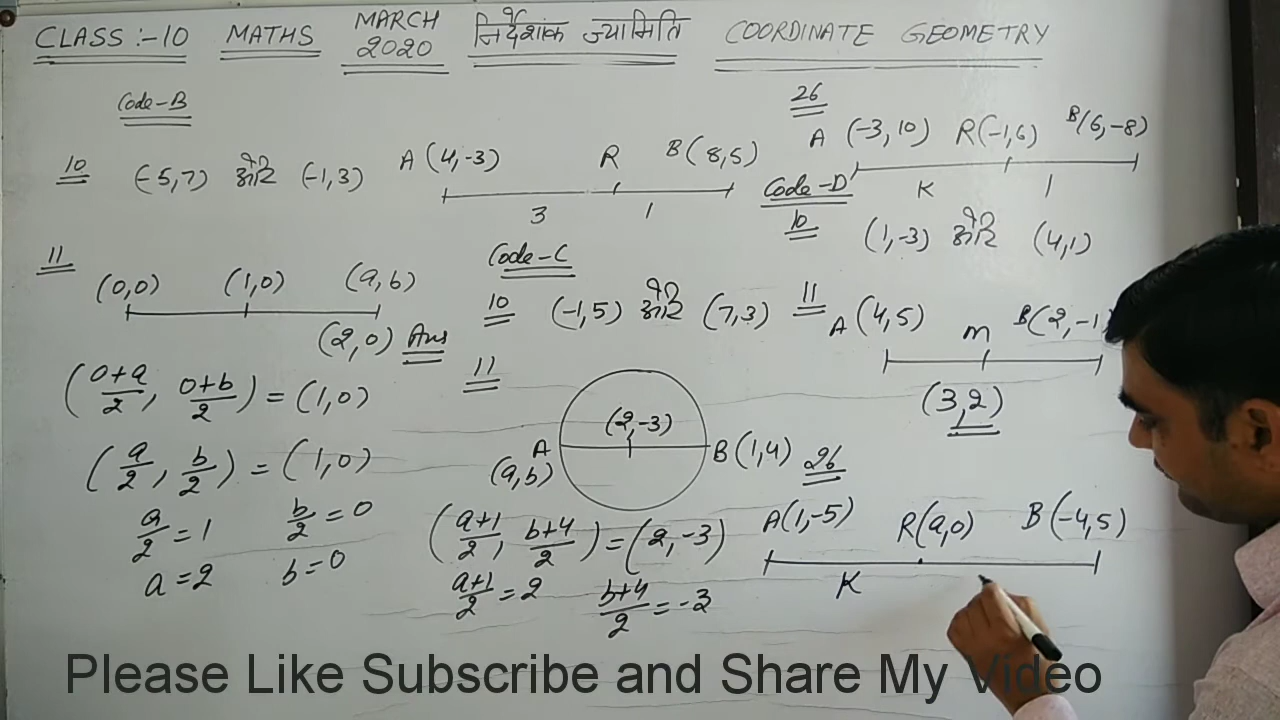 CLASS :- 10 MATHS MARCH 2020 निर्देशांक ज्यामिति COORDINATE GEOMETRY
Code-B
10 (-5,7) और (-1,3) A(4,-3) R B(8,5)
3 1
11
(0,0) (1,0) (a,b)
(2,0) Ans
(0+a/2, 0+b/2) = (1,0)
(a/2, b/2) = (1,0)
a/2 = 1 b/2 = 0
a = 2 b = 0
Code-C
10 (-1,5) और (7,3)
11
(2,-3)
A B(1,4)
(a,b)
(a+1/2, b+4/2) = (2,-3)
a+1/2 = 2 b+4/2 = -3
26
A (-3,10) R(-1,6) B(6,-8)
K 1
Code-D
10 (1,-3) और (4,1)
11 A(4,5) m B(2,-1)
(3,2)
26
A(1,-5) R(a,0) B(-4,5)
K
Please Like Subscribe and Share My Video